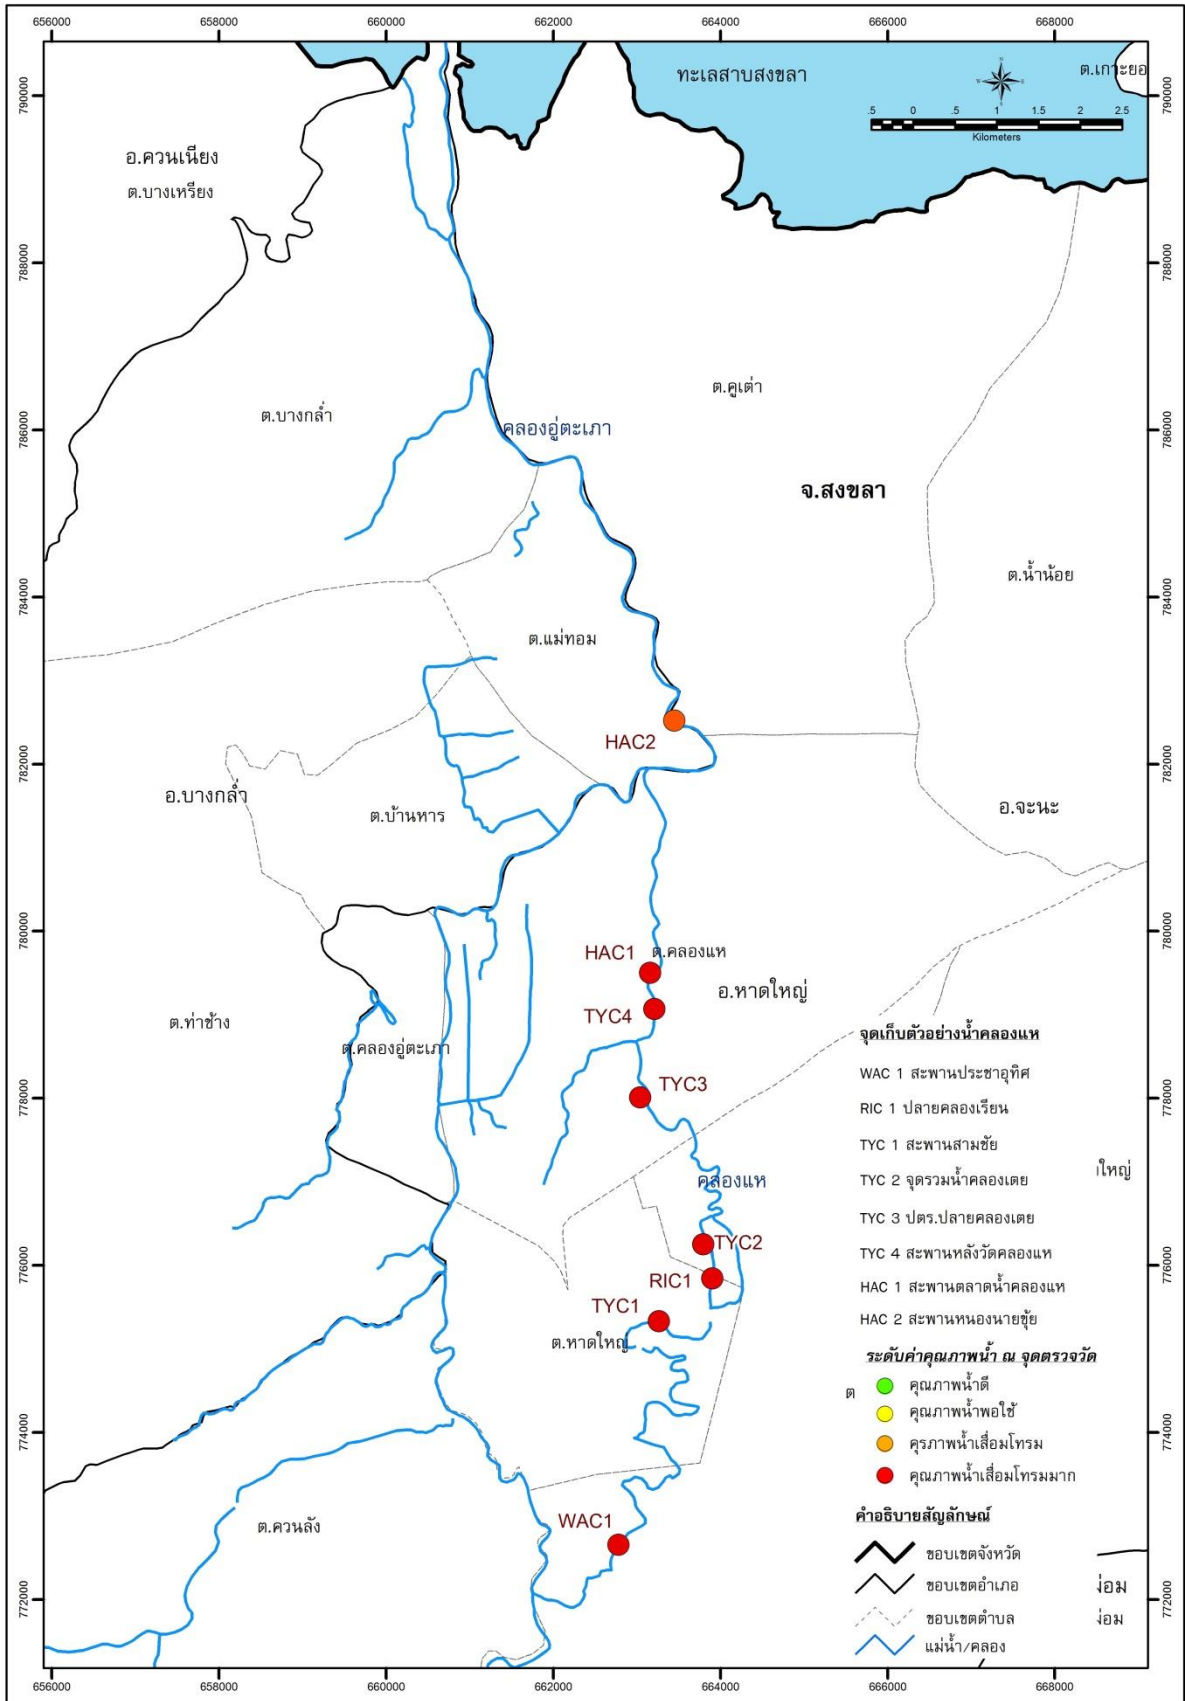 656000 658000 660000 662000 664000 666000 668000
790000
788000
786000
784000
782000
780000
778000
776000
774000
772000
ทะเลสาบสงขลา
ต.เกาะยอ
.5 0 .5 1 1.5 2 2.5
Kilometers
อ.ควนเนียง
ต.บางเหรียง
ต.คูเต่า
ต.บางกล่ำ
คลองอู่ตะเภา
จ.สงขลา
ต.น้ำน้อย
ต.แม่ทอม
HAC2
อ.บางกล่ำ
ต.บ้านหาร
อ.จะนะ
HAC1
ต.คลองแห
อ.หาดใหญ่
TYC4
ต.ท่าช้าง
ต.คลองอู่ตะเภา
TYC3
คลองแห
TYC2
RIC1
TYC1
ต.หาดใหญ่
WAC1
ต.ควนลัง
จุดเก็บตัวอย่างน้ำคลองแห
WAC 1 สะพานประชาอุทิศ
RIC 1 ปลายคลองเรียน
TYC 1 สะพานสามชัย
TYC 2 จุดรวมน้ำคลองเตย
TYC 3 ปตร.ปลายคลองเตย
TYC 4 สะพานหลังวัดคลองแห
HAC 1 สะพานตลาดน้ำคลองแห
HAC 2 สะพานหนองนายขุ้ย
ใหญ่
ระดับค่าคุณภาพน้ำ ณ จุดตรวจวัด
คุณภาพน้ำดี
ต
คุณภาพน้ำพอใช้
คุรภาพน้ำเสื่อมโทรม
คุณภาพน้ำเสื่อมโทรมมาก
คำอธิบายสัญลักษณ์
ขอบเขตจังหวัด
ขอบเขตอำเภอ
ขอบเขตตำบล
แม่น้ำ/คลอง
656000 658000 660000 662000 664000 666000 668000
790000
788000
786000
784000
782000
780000
778000
776000
774000
772000